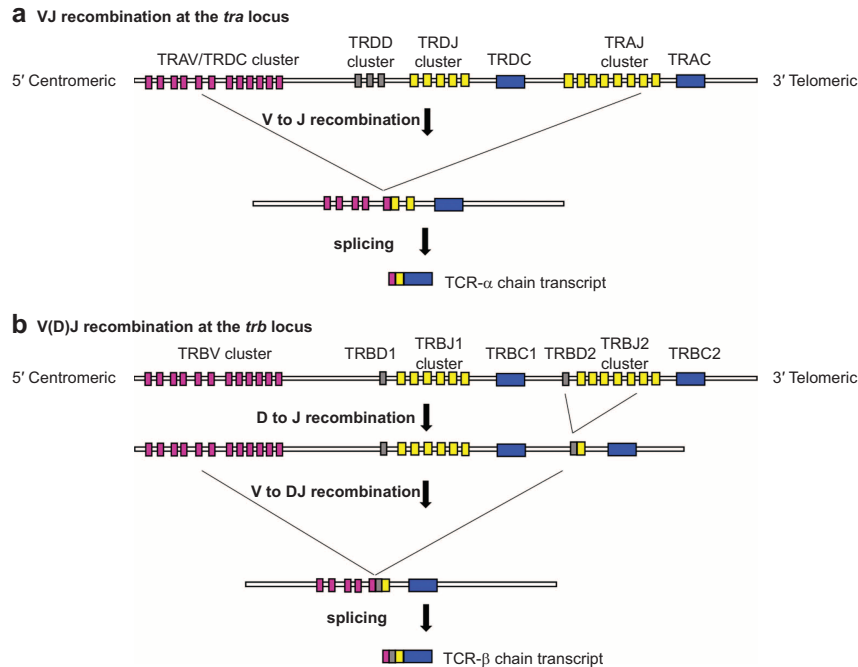 a VJ recombination at the tra locus
TRAV/TRDC cluster
TRDD
cluster
TRDJ
cluster
TRDC
TRAJ
cluster
TRAC
5′ Centromeric
3′ Telomeric
V to J recombination
splicing
TCR-α chain transcript
b V(D)J recombination at the trb locus
TRBV cluster
TRBD1
TRBJ1
cluster
TRBC1
TRBD2
TRBJ2
cluster
TRBC2
5′ Centromeric
3′ Telomeric
D to J recombination
V to DJ recombination
splicing
TCR-β chain transcript